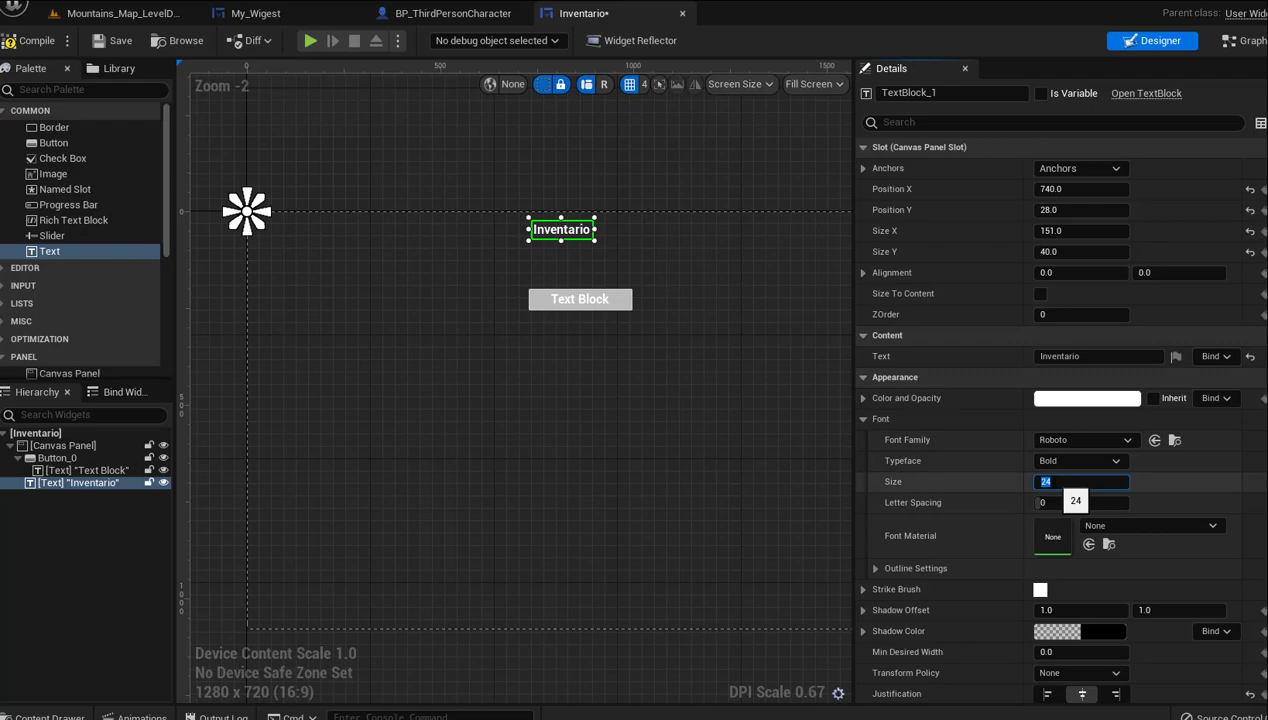 Mountains_Map_LevelD...
My_Wigest
BP_ThirdPersonCharacter
Inventario•
Parent class: User Wid
Compile
Save
Browse
Diff
No debug object selected
Widget Reflector
Designer
Graph
Palette
Library
Search Palette
COMMON
Border
Button
Check Box
Image
Named Slot
Progress Bar
Rich Text Block
Slider
Text
EDITOR
INPUT
LISTS
MISC
OPTIMIZATION
PANEL
Canvas Panel
Hierarchy
Bind Wid...
Search Widgets
[Inventario]
[Canvas Panel]
Button_0
[Text] "Text Block"
[Text] "Inventario"
0
500
1000
1500
Zoom -2
None
R
4
Screen Size
Fill Screen
0
500
1000
Inventario
Text Block
Device Content Scale 1.0
No Device Safe Zone Set
1280 x 720 (16:9)
DPI Scale 0.67
Details
TextBlock_1
Is Variable
Open TextBlock
Search
Slot (Canvas Panel Slot)
Anchors
Anchors
Position X
740.0
Position Y
28.0
Size X
151.0
Size Y
40.0
Alignment
0.0
0.0
Size To Content
ZOrder
0
Content
Text
Inventario
Bind
Appearance
Color and Opacity
Inherit
Bind
Font
Font Family
Roboto
Typeface
Bold
Size
24
24
Letter Spacing
0
Font Material
None
None
Outline Settings
Strike Brush
Shadow Offset
1.0
1.0
Shadow Color
Bind
Min Desired Width
0.0
Transform Policy
None
Justification
Content Drawer
Animations
Output Log
Cmd
Enter Console Command
Source Control